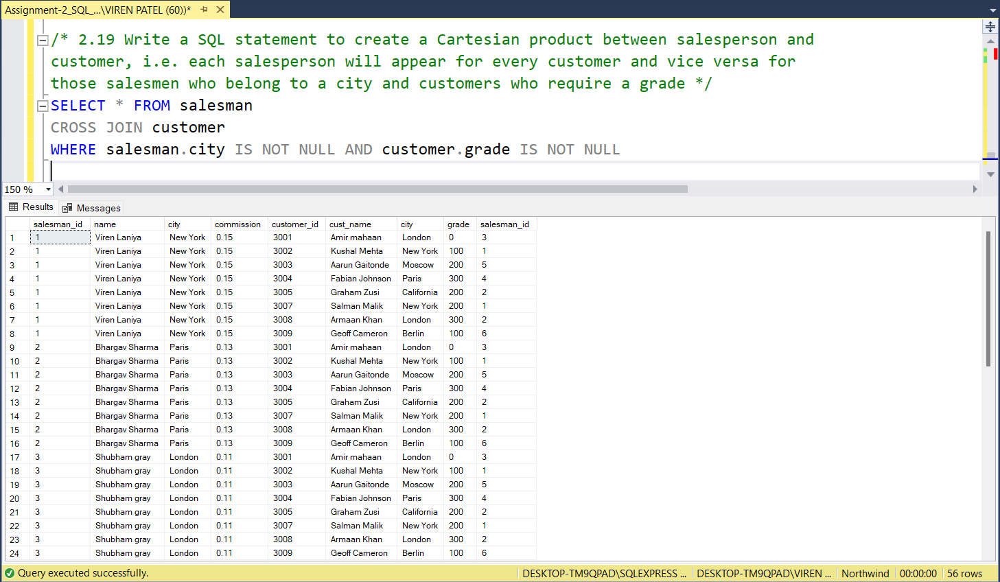 Assignment-2_SQL_...\VIREN PATEL (60))*
/* 2.19 Write a SQL statement to create a Cartesian product between salesperson and
customer, i.e. each salesperson will appear for every customer and vice versa for
those salesmen who belong to a city and customers who require a grade */
SELECT * FROM salesman
CROSS JOIN customer
WHERE salesman.city IS NOT NULL AND customer.grade IS NOT NULL
150 %
Results Messages
salesman_id name city commission customer_id cust_name city grade salesman_id
1 1 Viren Laniya New York 0.15 3001 Amir mahaan London 0 3
2 1 Viren Laniya New York 0.15 3002 Kushal Mehta New York 100 1
3 1 Viren Laniya New York 0.15 3003 Aarun Gaitonde Moscow 200 5
4 1 Viren Laniya New York 0.15 3004 Fabian Johnson Paris 300 4
5 1 Viren Laniya New York 0.15 3005 Graham Zusi California 200 2
6 1 Viren Laniya New York 0.15 3007 Salman Malik New York 200 1
7 1 Viren Laniya New York 0.15 3008 Armaan Khan London 300 2
8 1 Viren Laniya New York 0.15 3009 Geoff Cameron Berlin 100 6
9 2 Bhargav Sharma Paris 0.13 3001 Amir mahaan London 0 3
10 2 Bhargav Sharma Paris 0.13 3002 Kushal Mehta New York 100 1
11 2 Bhargav Sharma Paris 0.13 3003 Aarun Gaitonde Moscow 200 5
12 2 Bhargav Sharma Paris 0.13 3004 Fabian Johnson Paris 300 4
13 2 Bhargav Sharma Paris 0.13 3005 Graham Zusi California 200 2
14 2 Bhargav Sharma Paris 0.13 3007 Salman Malik New York 200 1
15 2 Bhargav Sharma Paris 0.13 3008 Armaan Khan London 300 2
16 2 Bhargav Sharma Paris 0.13 3009 Geoff Cameron Berlin 100 6
17 3 Shubham gray London 0.11 3001 Amir mahaan London 0 3
18 3 Shubham gray London 0.11 3002 Kushal Mehta New York 100 1
19 3 Shubham gray London 0.11 3003 Aarun Gaitonde Moscow 200 5
20 3 Shubham gray London 0.11 3004 Fabian Johnson Paris 300 4
21 3 Shubham gray London 0.11 3005 Graham Zusi California 200 2
22 3 Shubham gray London 0.11 3007 Salman Malik New York 200 1
23 3 Shubham gray London 0.11 3008 Armaan Khan London 300 2
24 3 Shubham gray London 0.11 3009 Geoff Cameron Berlin 100 6
Query executed successfully. DESKTOP-TM9QPAD\SQLEXPRESS ... DESKTOP-TM9QPAD\VIREN ... Northwind 00:00:00 56 rows